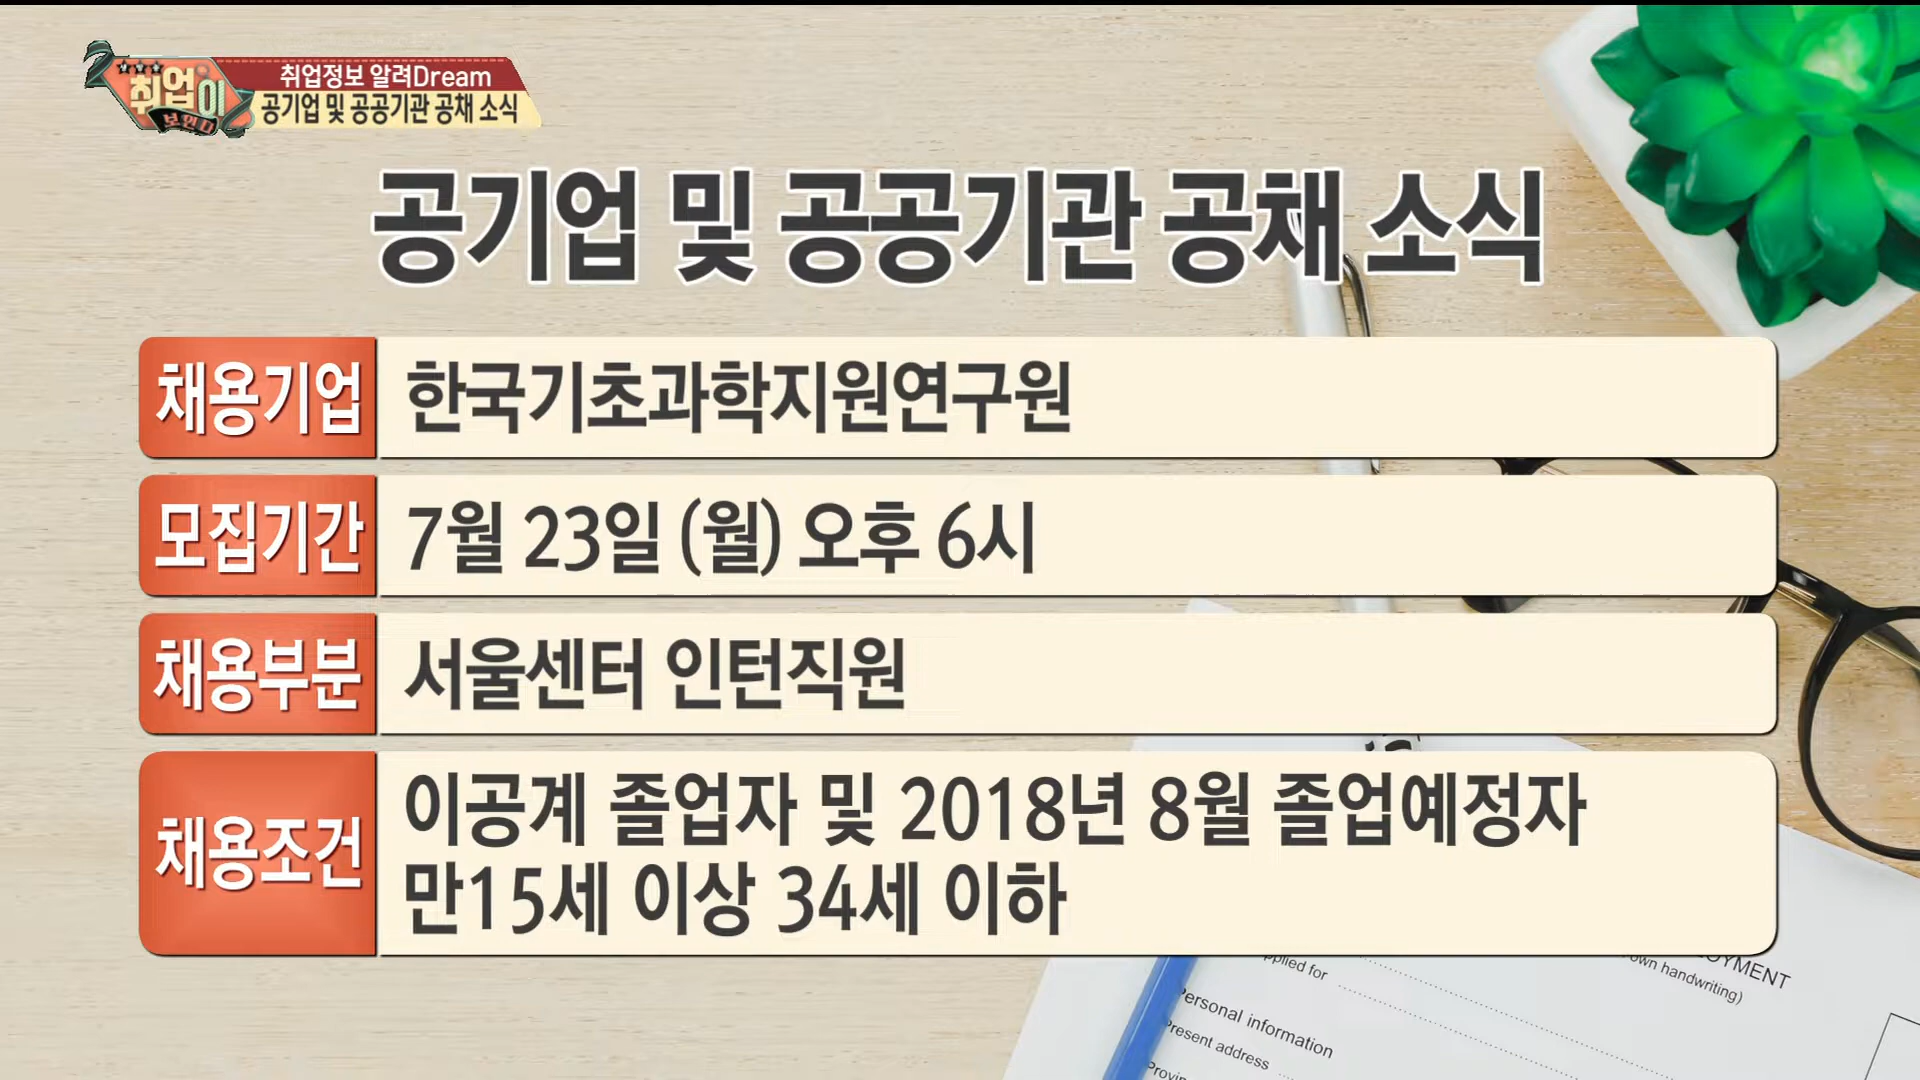 취업이
보인다
취업정보 알려Dream
공기업 및 공공기관 공채 소식
공기업 및 공공기관 공채 소식
채용기업
한국기초과학지원연구원
모집기간
7월 23일 (월) 오후 6시
채용부분
서울센터 인턴직원
채용조건
이공계 졸업자 및 2018년 8월 졸업예정자
만15세 이상 34세 이하
own handwriting)
for
Personal information
Present address